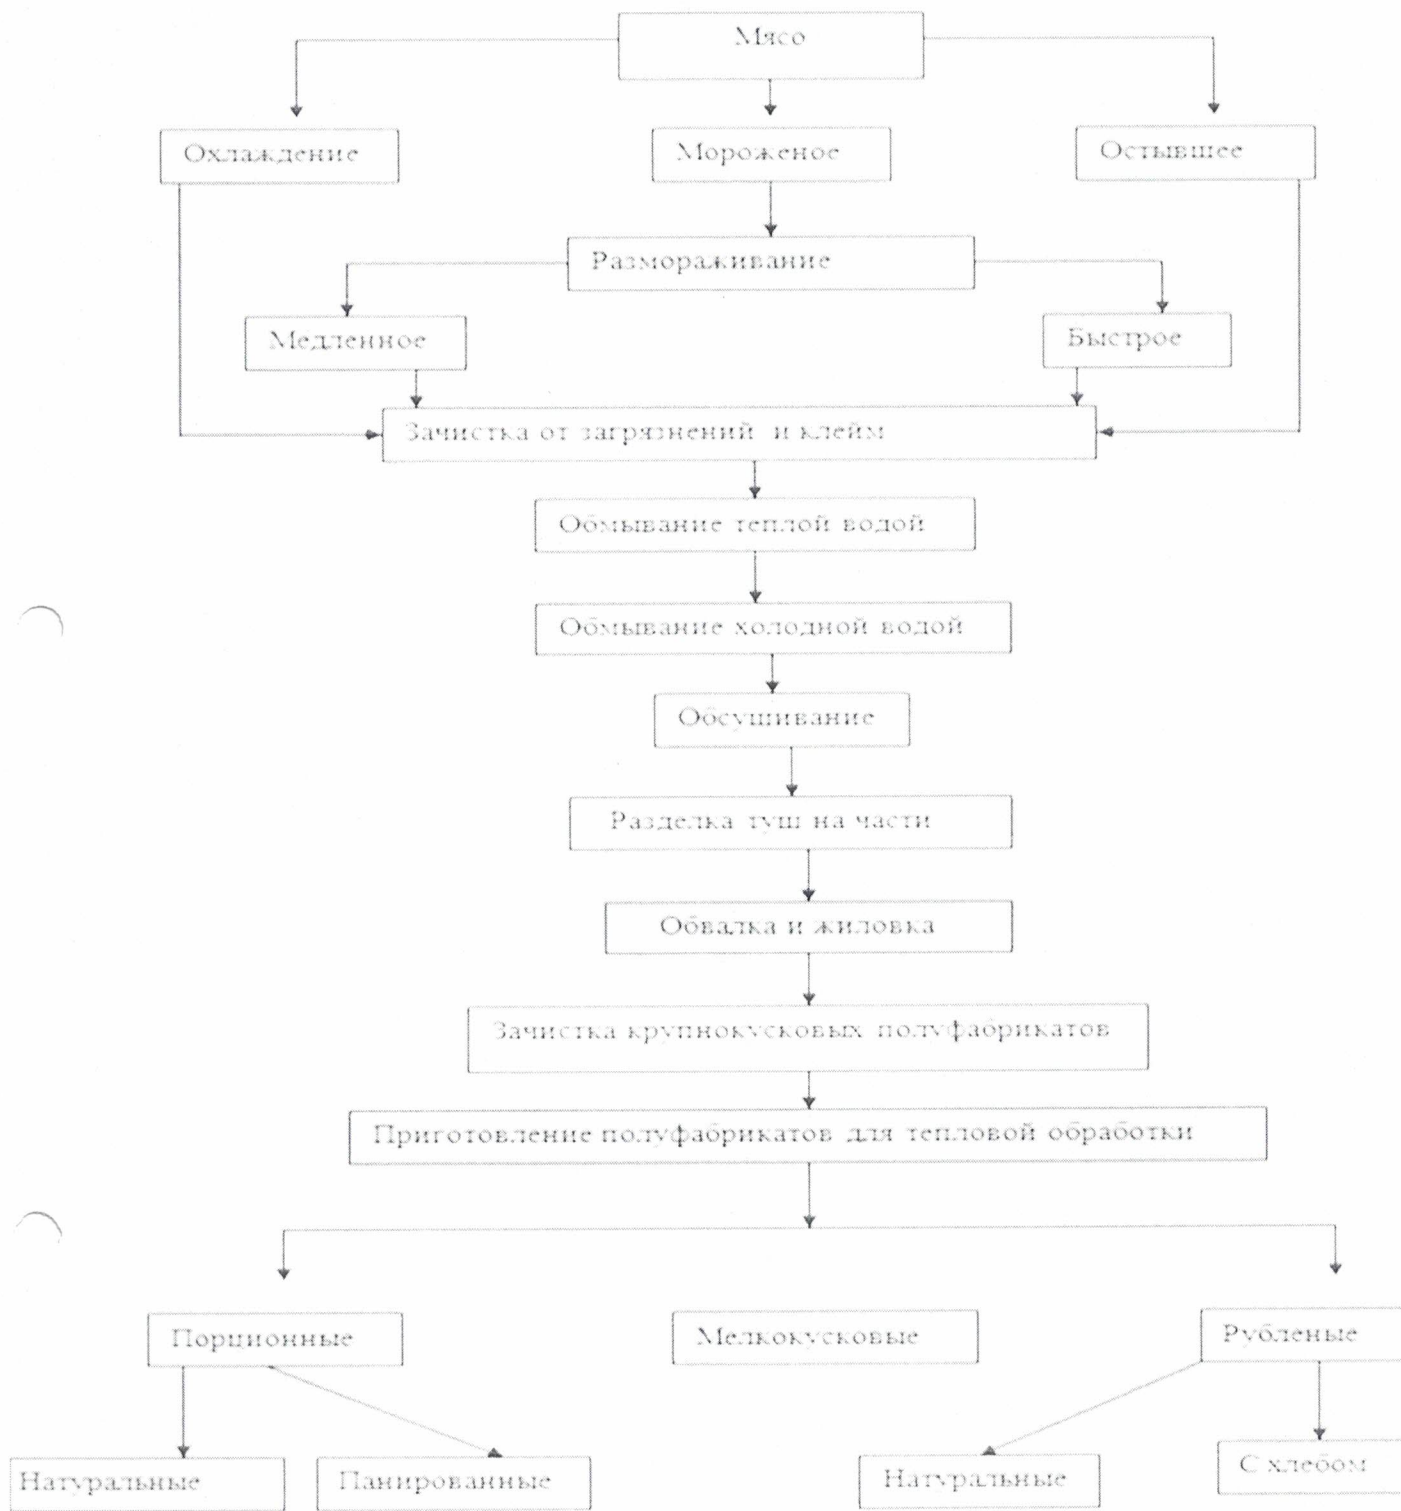 Мясо
Охлаждение
Мороженое
Остывшее
Размораживание
Медленное
Быстрое
Зачистка от загрязнений и клейм
Обмывание теплой водой
Обмывание холодной водой
Обсушивание
Разделка туш на части
Обвалка и жиловка
Зачистка крупнокусковых полуфабрикатов
Приготовление полуфабрикатов для тепловой обработки
Порционные
Мелкокусковые
Рубленые
Натуральные
Панированные
Натуральные
С хлебом